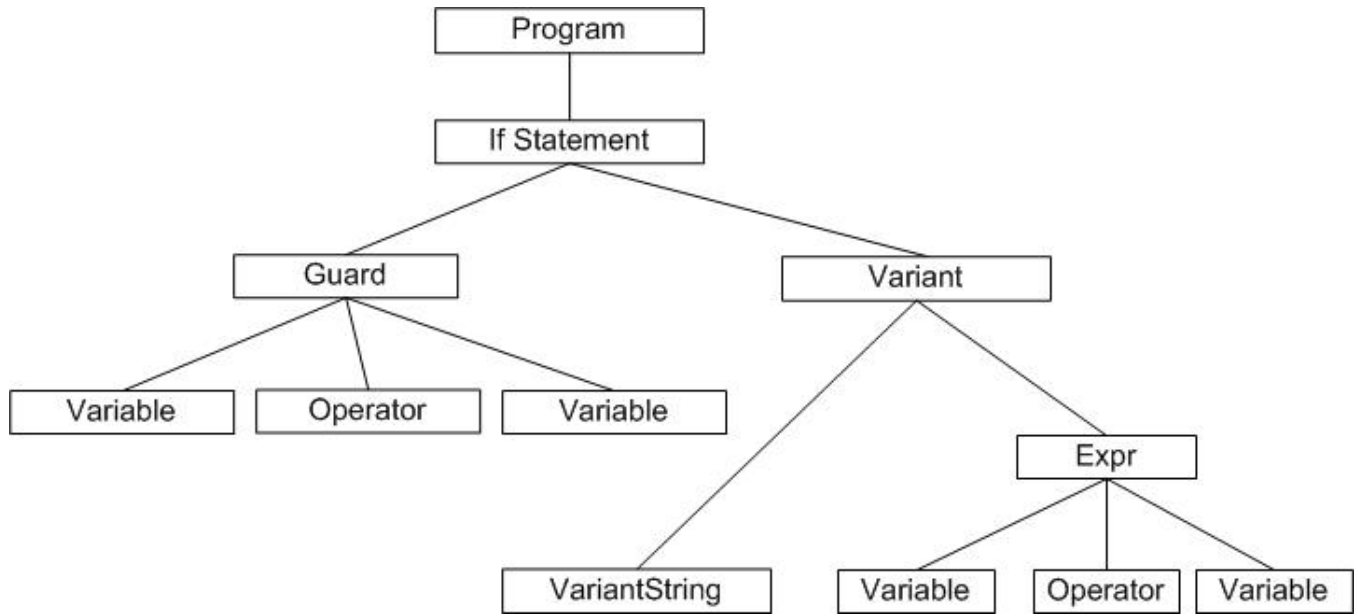 Program
If Statement
Guard
Variant
Variable
Operator
Variable
Expr
VariantString
Variable
Operator
Variable